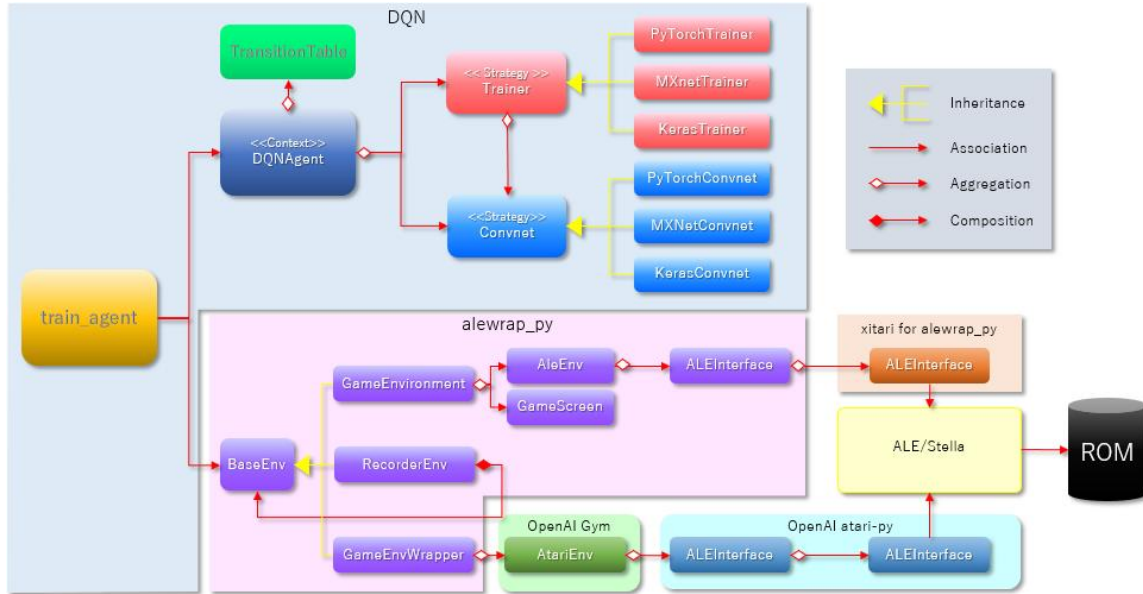 DQN
TransitionTable
<<Context>>
DQNAgent
<< Strategy >>
Trainer
<<Strategy>>
Convnet
PyTorchTrainer
MXnetTrainer
KerasTrainer
PyTorchConvnet
MXNetConvnet
KerasConvnet
Inheritance
Association
Aggregation
Composition
train_agent
alewrap_py
GameEnvironment
AleEnv
GameScreen
ALEInterface
BaseEnv
RecorderEnv
GameEnvWrapper
xitari for alewrap_py
ALEInterface
ALE/Stella
ROM
OpenAI Gym
AtariEnv
OpenAI atari-py
ALEInterface
ALEInterface